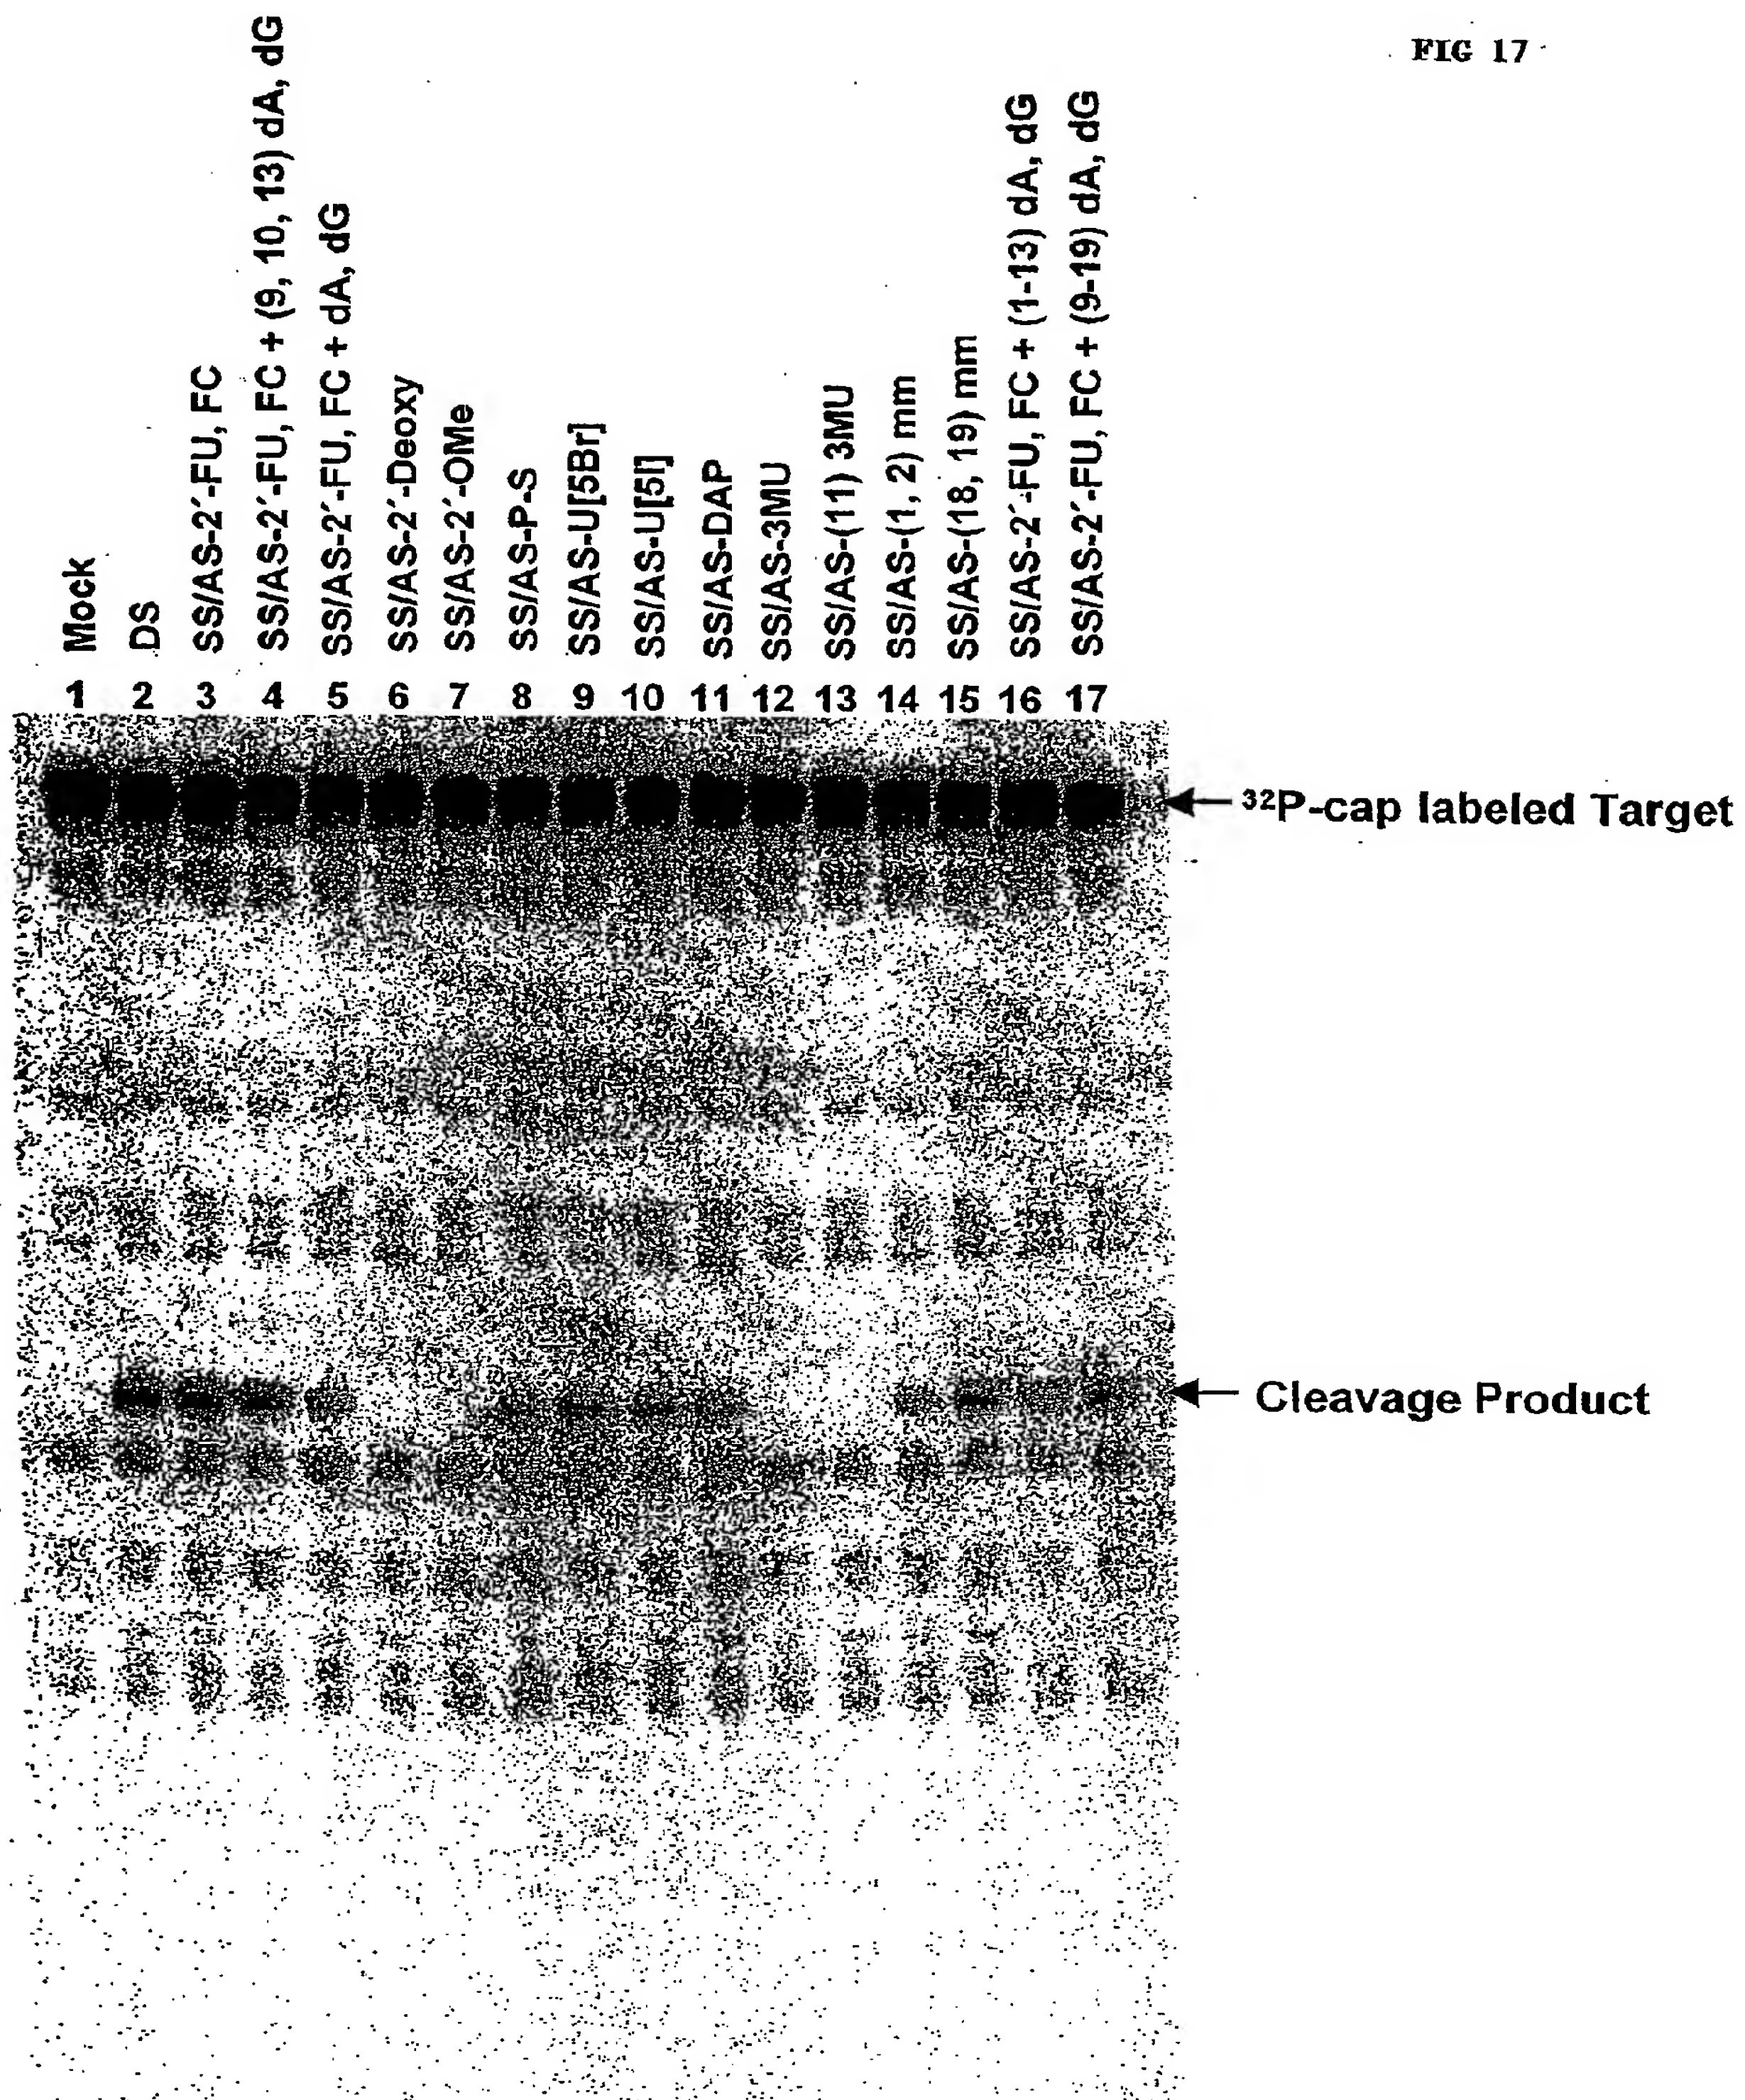 FIG 17
Mock
DS
SS/AS-2´-FU, FC
SS/AS-2´-FU, FC + (9, 10, 13) dA, dG
SS/AS-2´-FU, FC + dA, dG
SS/AS-2´-Deoxy
SS/AS-2´-OMe
SS/AS-P-S
SS/AS-U[5Br]
SS/AS-U[5I]
SS/AS-DAP
SS/AS-3MU
SS/AS-(11) 3MU
SS/AS-(1, 2) mm
SS/AS-(18, 19) mm
SS/AS-2´-FU, FC + (1-13) dA, dG
SS/AS-2´-FU, FC + (9-19) dA, dG
1 2 3 4 5 6 7 8 9 10 11 12 13 14 15 16 17
³²P-cap labeled Target
Cleavage Product